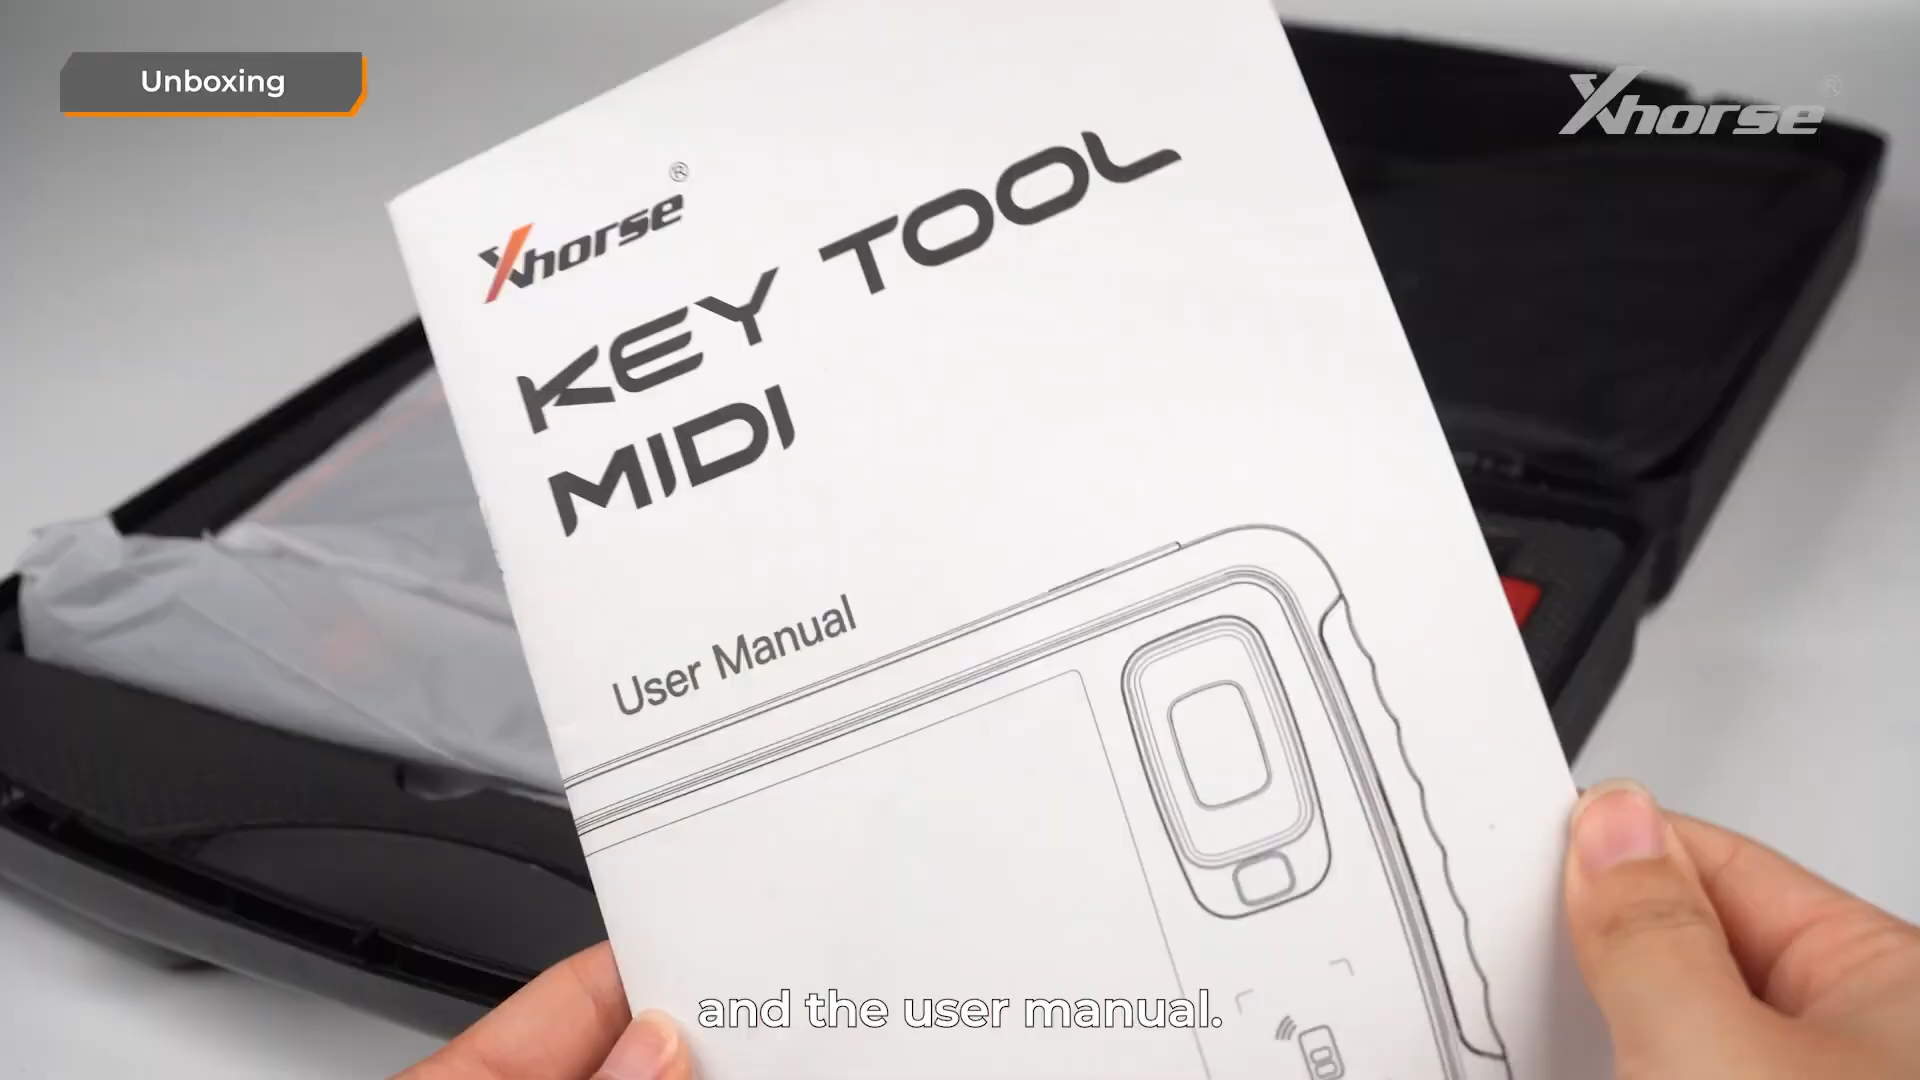 Unboxing
Xhorse®
Xhorse®
KEY TOOL
MIDI
User Manual
and the user manual.